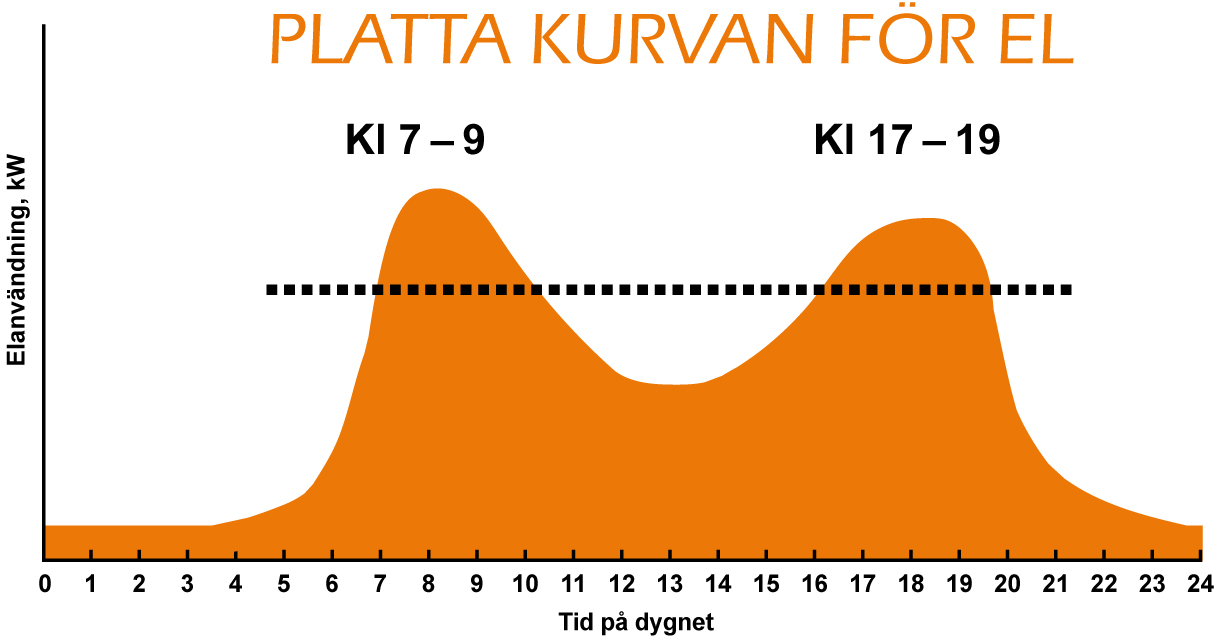 PLATTA KURVAN FÖR EL
Kl 7 – 9
Kl 17 – 19
Elanvändning, kW
0 1 2 3 4 5 6 7 8 9 10 11 12 13 14 15 16 17 18 19 20 21 22 23 24
Tid på dygnet